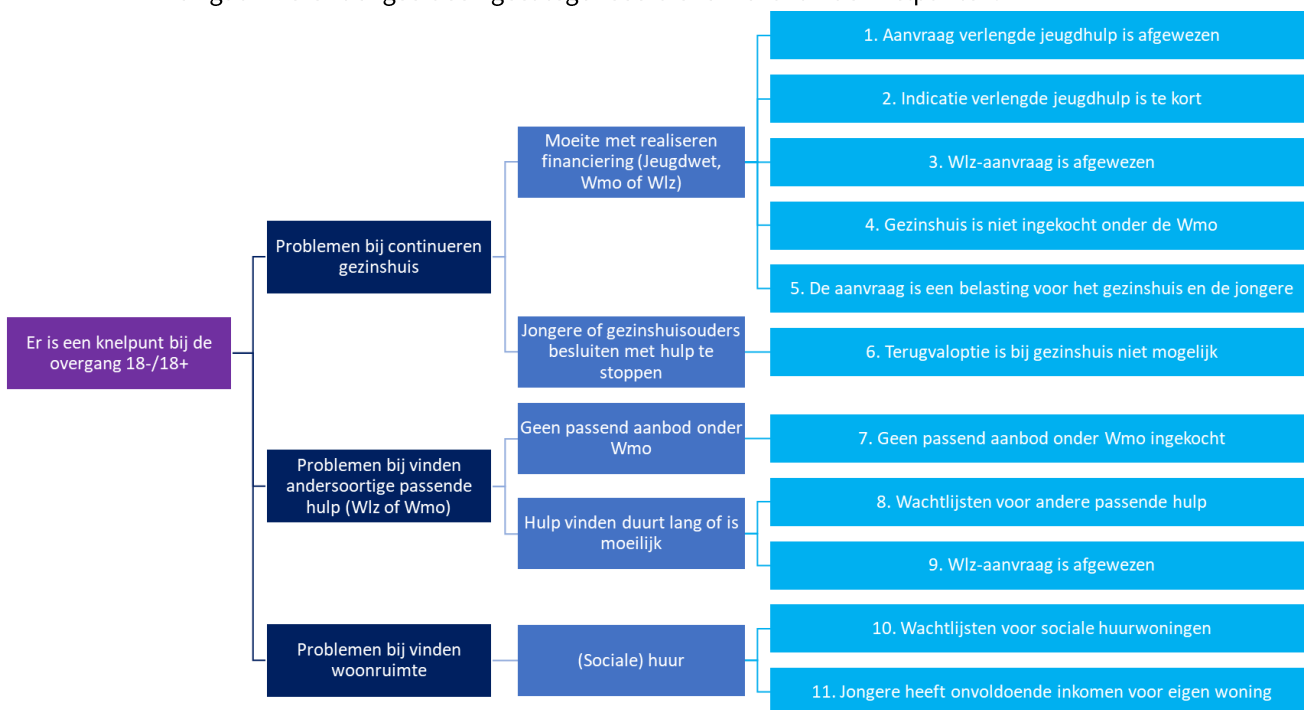 1. Aanvraag verlengde jeugdhulp is afgewezen
2. Indicatie verlengde jeugdhulp is te kort
Moeite met realiseren
financiering (Jeugdwet,
Wmo of Wlz)
3. Wlz-aanvraag is afgewezen
4. Gezinshuis is niet ingekocht onder de Wmo
Problemen bij continueren
gezinshuis
5. De aanvraag is een belasting voor het gezinshuis en de jongere
Er is een knelpunt bij de
overgang 18-/18+
Jongere of gezinshuisouders
besluiten met hulp te
stoppen
6. Terugvaloptie is bij gezinshuis niet mogelijk
Geen passend aanbod onder
Wmo
7. Geen passend aanbod onder Wmo ingekocht
Problemen bij vinden
andersoortige passende
hulp (Wlz of Wmo)
8. Wachtlijsten voor andere passende hulp
Hulp vinden duurt lang of is
moeilijk
9. Wlz-aanvraag is afgewezen
10. Wachtlijsten voor sociale huurwoningen
Problemen bij vinden
woonruimte
(Sociale) huur
11. Jongere heeft onvoldoende inkomen voor eigen woning